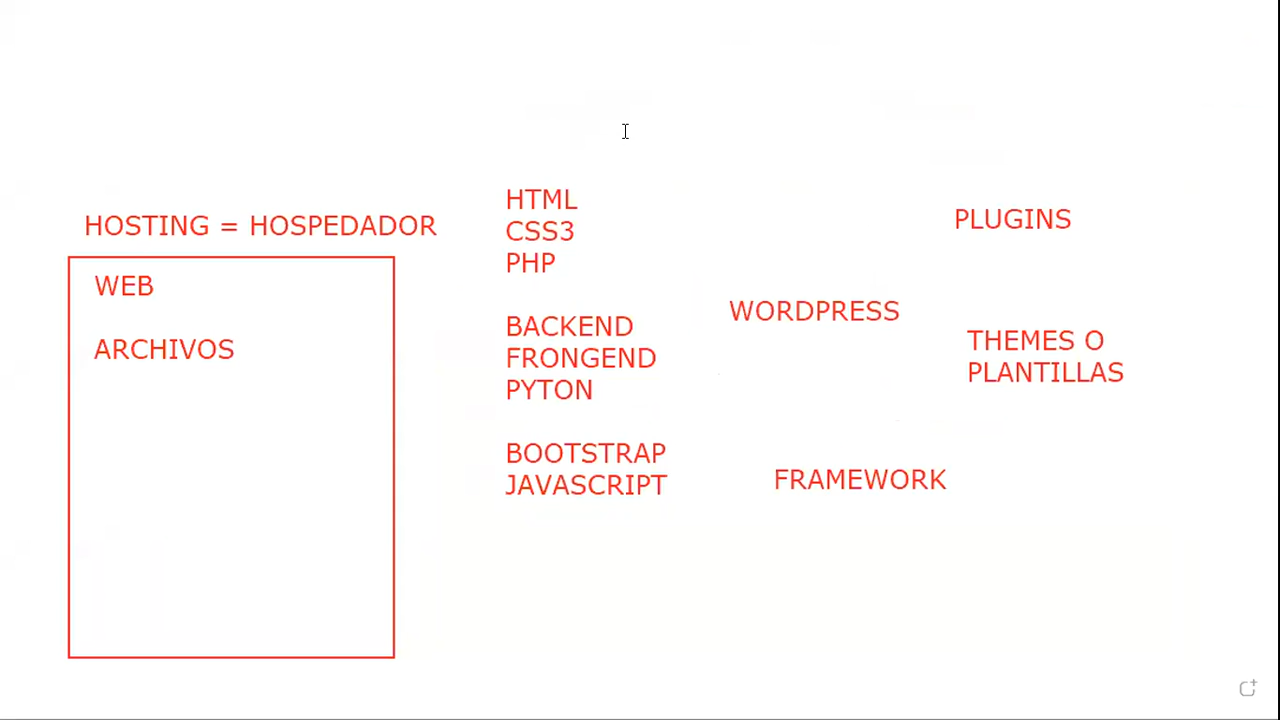 HOSTING = HOSPEDADOR
WEB
ARCHIVOS
HTML
CSS3
PHP
BACKEND
FRONGEND
PYTON
BOOTSTRAP
JAVASCRIPT
WORDPRESS
FRAMEWORK
PLUGINS
THEMES O
PLANTILLAS